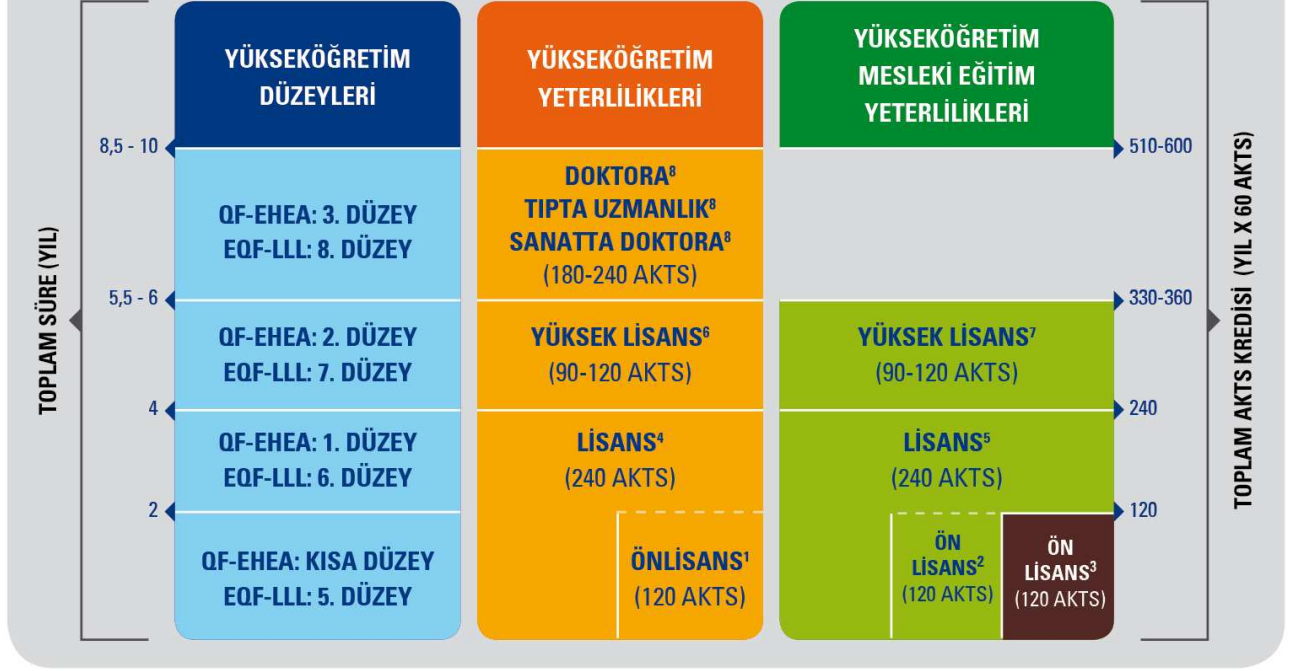 YÜKSEKÖĞRETİM
DÜZEYLERİ
YÜKSEKÖĞRETİM
YETERLİLİKLERİ
YÜKSEKÖĞRETİM
MESLEKİ EĞİTİM
YETERLİLİKLERİ
TOPLAM SÜRE (YIL)
8,5 - 10
5,5 - 6
4
2
QF-EHEA: 3. DÜZEY
EQF-LLL: 8. DÜZEY
QF-EHEA: 2. DÜZEY
EQF-LLL: 7. DÜZEY
QF-EHEA: 1. DÜZEY
EQF-LLL: 6. DÜZEY
QF-EHEA: KISA DÜZEY
EQF-LLL: 5. DÜZEY
DOKTORA⁸
TIPTA UZMANLIK⁸
SANATTA DOKTORA⁸
(180-240 AKTS)
YÜKSEK LİSANS⁶
(90-120 AKTS)
LİSANS⁴
(240 AKTS)
ÖNLİSANS¹
(120 AKTS)
YÜKSEK LİSANS⁷
(90-120 AKTS)
LİSANS⁵
(240 AKTS)
ÖN
LİSANS²
(120 AKTS)
ÖN
LİSANS³
(120 AKTS)
510-600
330-360
240
120
TOPLAM AKTS KREDİSİ (YIL X 60 AKTS)